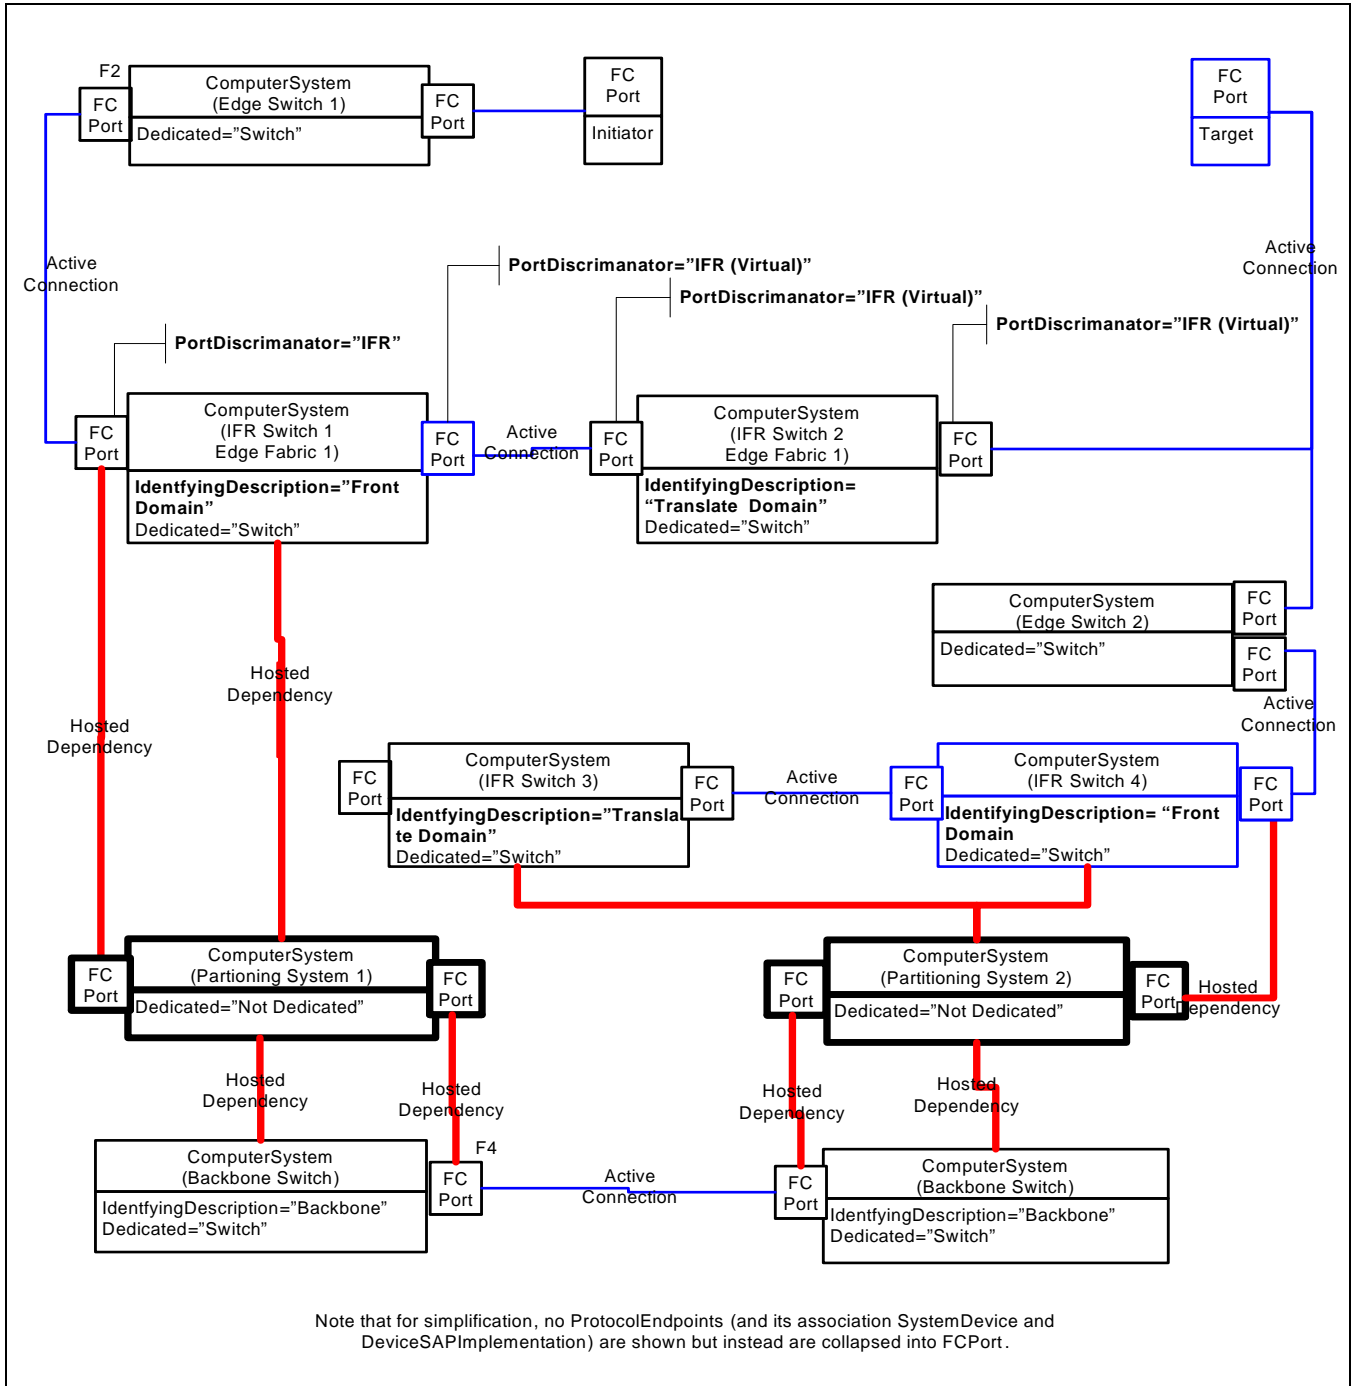 F2
ComputerSystem
(Edge Switch 1)
Dedicated=”Switch”
FC
Port
FC
Port
FC
Port
Initiator
FC
Port
Target
Active
Connection
Active
Connection
PortDiscrimanator=”IFR (Virtual)”
PortDiscrimanator=”IFR (Virtual)”
PortDiscrimanator=”IFR (Virtual)”
PortDiscrimanator=”IFR”
FC
Port
ComputerSystem
(IFR Switch 1
Edge Fabric 1)
IdentfyingDescription=”Front
Domain”
Dedicated=”Switch”
FC
Port
Active
Connection
FC
Port
ComputerSystem
(IFR Switch 2
Edge Fabric 1)
IdentifyingDescription=
“Translate Domain”
Dedicated=”Switch”
FC
Port
ComputerSystem
(Edge Switch 2)
Dedicated=”Switch”
FC
Port
FC
Port
Hosted
Dependency
Hosted
Dependency
Active
Connection
FC
Port
ComputerSystem
(IFR Switch 3)
IdentfyingDescription=”Transla
te Domain”
Dedicated=”Switch”
FC
Port
Active
Connection
FC
Port
ComputerSystem
(IFR Switch 4)
IdentifyingDescription= “Front
Domain
Dedicated=”Switch”
FC
Port
FC
Port
ComputerSystem
(Partioning System 1)
Dedicated=”Not Dedicated”
FC
Port
FC
Port
ComputerSystem
(Partitioning System 2)
Dedicated=”Not Dedicated”
FC
Port
Hosted
Dependency
Hosted
Dependency
Hosted
Dependency
Hosted
Dependency
Hosted
Dependency
ComputerSystem
(Backbone Switch)
IdentfyingDescription=”Backbone”
Dedicated=”Switch”
F4
FC
Port
Active
Connection
FC
Port
ComputerSystem
(Backbone Switch)
IdentfyingDescription=”Backbone”
Dedicated=”Switch”
Note that for simplification, no ProtocolEndpoints (and its association SystemDevice and
DeviceSAPImplementation) are shown but instead are collapsed into FCPort.